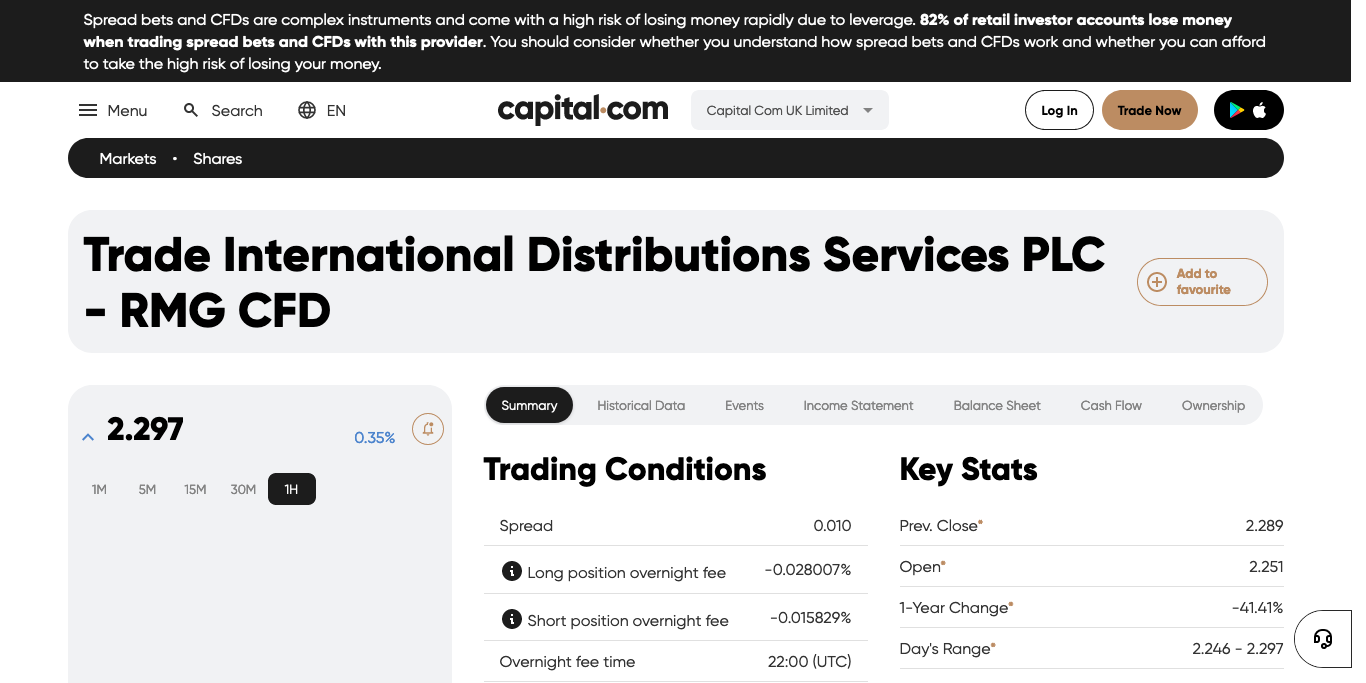 Spread bets and CFDs are complex instruments and come with a high risk of losing money rapidly due to leverage. 82% of retail investor accounts lose money
when trading spread bets and CFDs with this provider. You should consider whether you understand how spread bets and CFDs work and whether you can afford
to take the high risk of losing your money.
Menu Search EN capital.com Capital Com UK Limited Log In Trade Now
Markets • Shares
Trade International Distributions Services PLC
- RMG CFD
Add to
favourite
2.297 0.35%
1M 5M 15M 30M 1H
Summary Historical Data Events Income Statement Balance Sheet Cash Flow Ownership
Trading Conditions
Spread 0.010
Long position overnight fee -0.028007%
Short position overnight fee -0.015829%
Overnight fee time 22:00 (UTC)
Key Stats
Prev. Close* 2.289
Open* 2.251
1-Year Change* -41.41%
Day's Range* 2.246 - 2.297